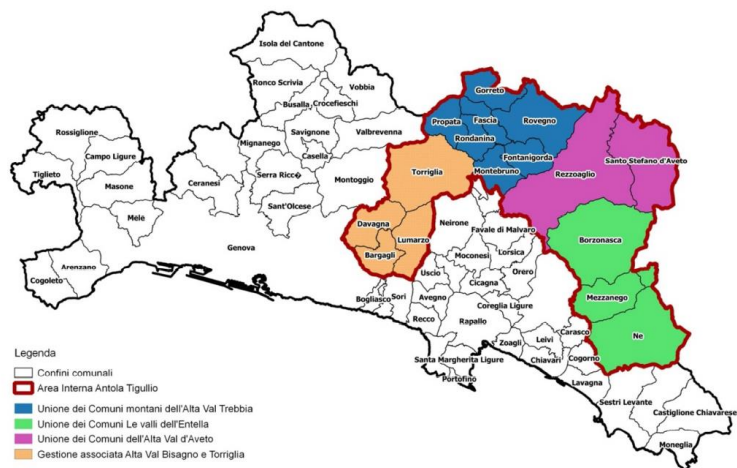 Isola del Cantone
Ronco Scrivia
Vobbia
Gorreto
Busalla
Crocefieschi
Propata
Fascia
Rovegno
Rossiglione
Savignone
Valbrevenna
Rondanina
Mignanego
Campo Ligure
Casella
Fontanigorda
Santo Stefano d'Aveto
Tiglieto
Masone
Ceranesi
Serra Ricc�
Montoggio
Torriglia
Montebruno
Rezzoaglio
Mele
Sant'Olcese
Davagna
Neirone
Favale di Malvaro
Borzonasca
Genova
Lumarzo
Bargagli
Moconesi
Lorsica
Arenzano
Uscio
Cicagna
Orero
Cogoleto
Bogliasco
Sori
Avegno
Coreglia Ligure
Mezzanego
Recco
Rapallo
Carasco
Ne
Zoagli
Leivi
Santa Margherita Ligure
Chiavari
Cogorno
Portofino
Lavagna
Sestri Levante
Castiglione Chiavarese
Moneglia
Legenda
Confini comunali
Area Interna Antola Tigullio
Unione dei Comuni montani dell'Alta Val Trebbia
Unione dei Comuni Le valli dell'Entella
Unione dei Comuni dell'Alta Val d'Aveto
Gestione associata Alta Val Bisagno e Torriglia